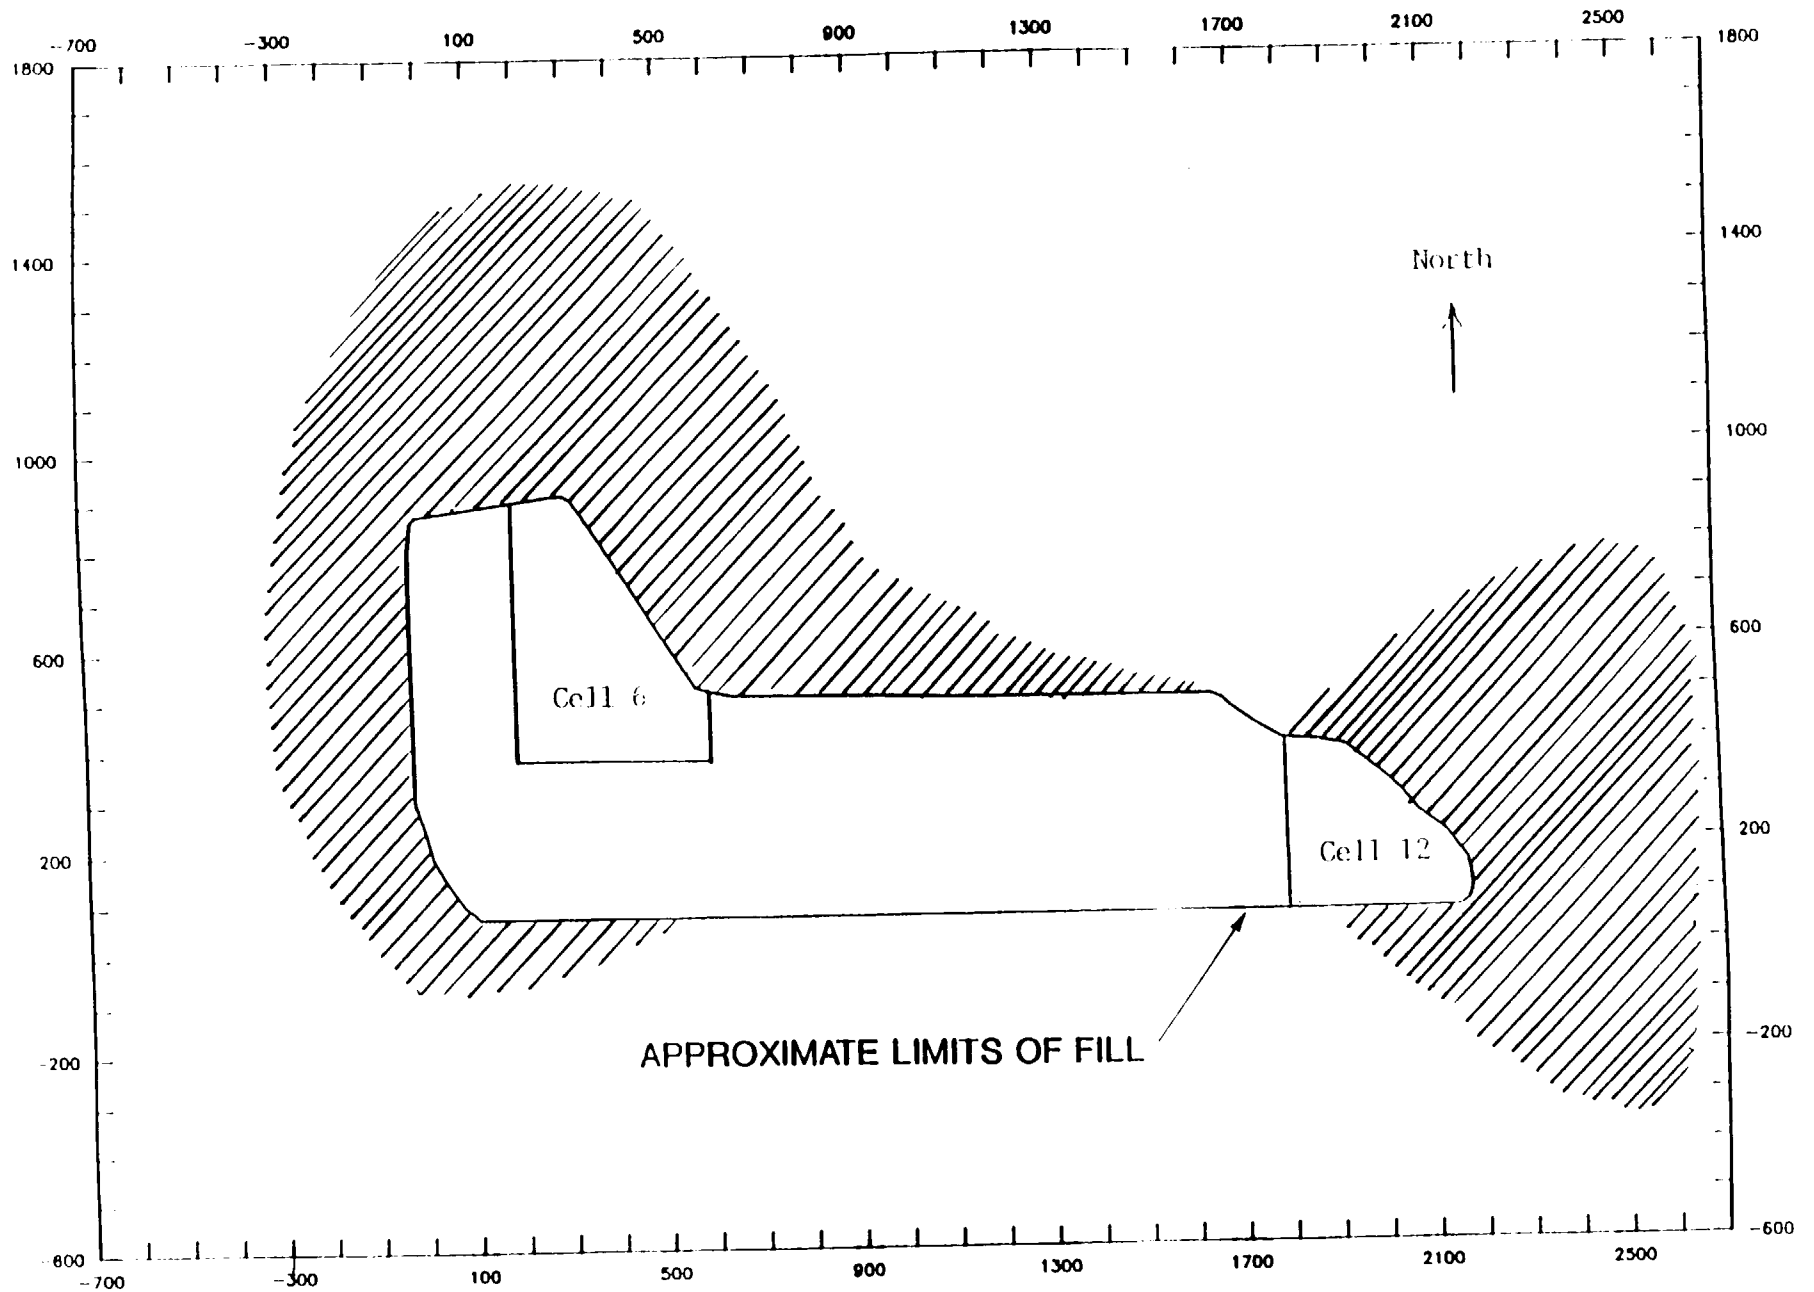 -700 -300 100 500 900 1300 1700 2100 2500
1800 1800
1400 1400
North
1000 1000
600 600
Cell 6
200 200
Cell 12
APPROXIMATE LIMITS OF FILL
-200 -200
-600 -600
-700 -300 100 500 900 1300 1700 2100 2500